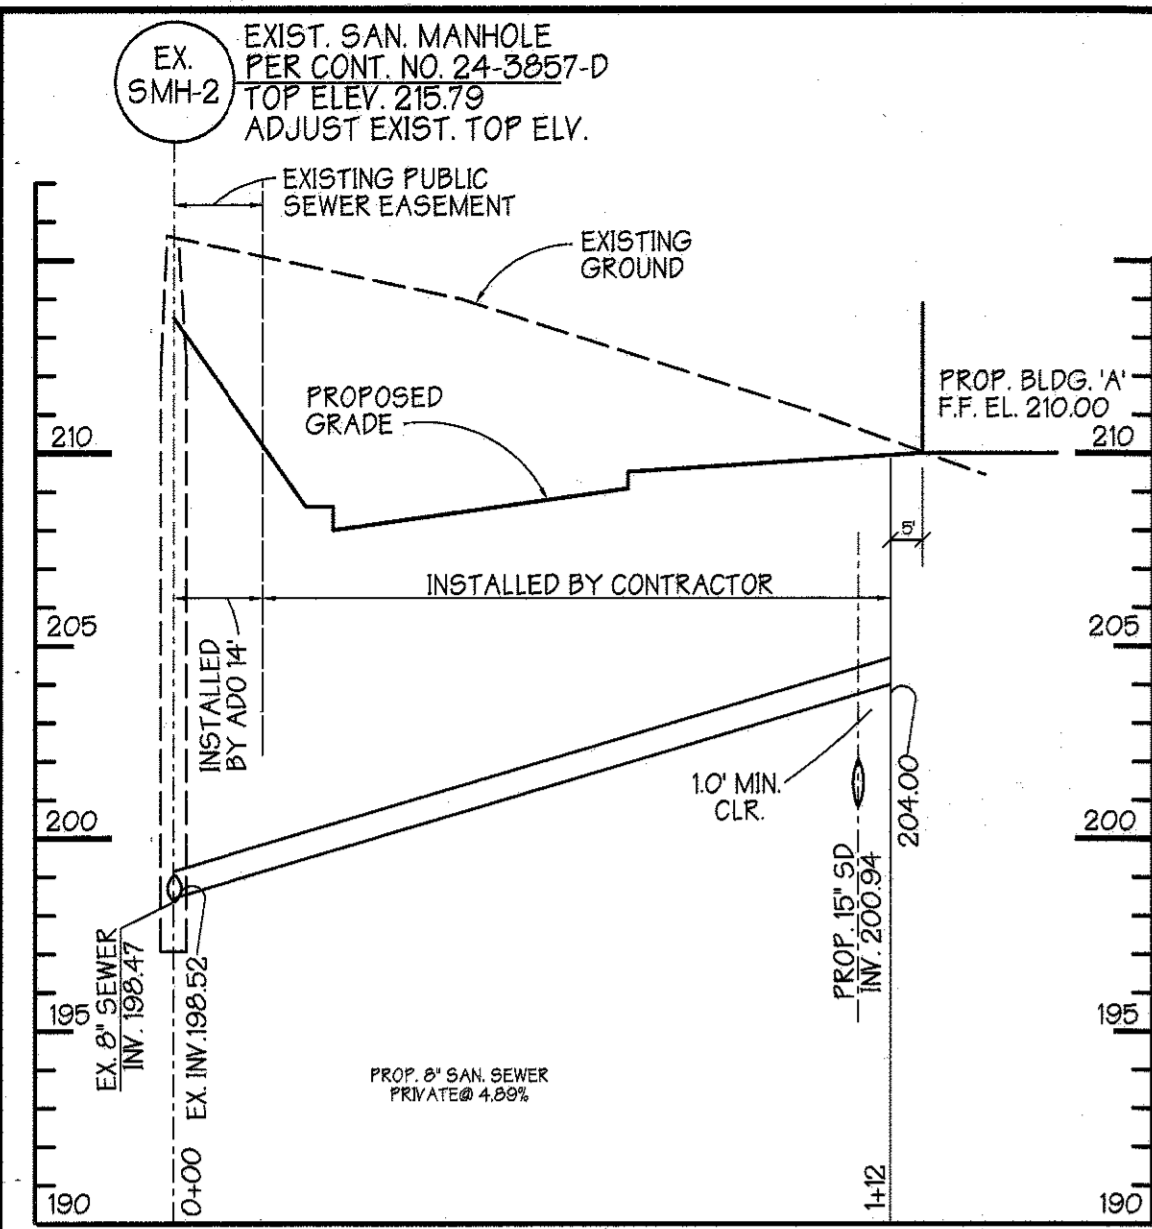 EX.
SMH-2
EXIST. SAN. MANHOLE
PER CONT. NO. 24-3857-D
TOP ELEV. 215.79
ADJUST EXIST. TOP ELV.
EXISTING PUBLIC
SEWER EASEMENT
EXISTING
GROUND
PROPOSED
GRADE
PROP. BLDG. 'A'
F.F. EL. 210.00
210
210
5'
INSTALLED BY CONTRACTOR
205
205
INSTALLED
BY ADO 14'
1.0' MIN.
CLR.
204.00
200
200
PROP. 15" SD
INV. 200.94
EX. 8" SEWER
INV. 198.47
EX. INV. 198.52
195
195
PROP. 8" SAN. SEWER
PRIVATE@ 4.89%
0+00
1+12
190
190